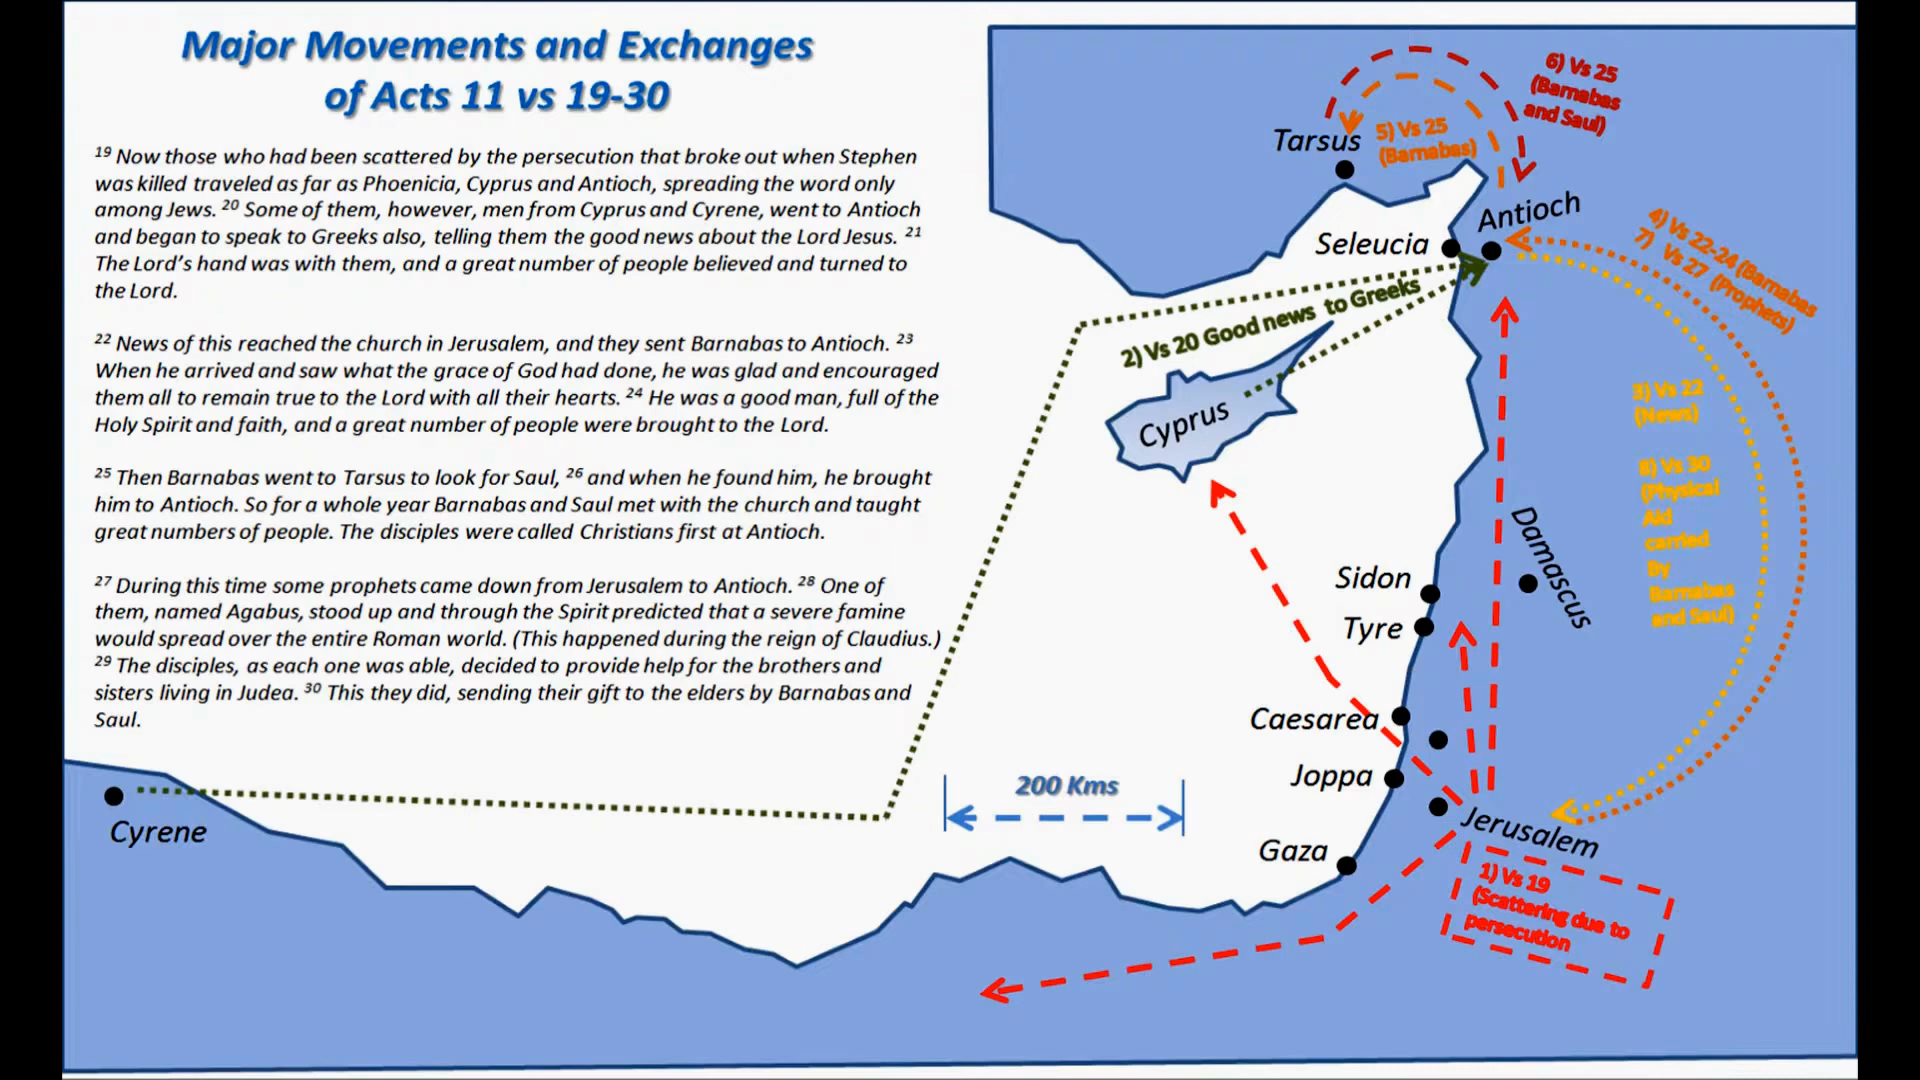 Major Movements and Exchanges
of Acts 11 vs 19-30
19 Now those who had been scattered by the persecution that broke out when Stephen
was killed traveled as far as Phoenicia, Cyprus and Antioch, spreading the word only
among Jews. 20 Some of them, however, men from Cyprus and Cyrene, went to Antioch
and began to speak to Greeks also, telling them the good news about the Lord Jesus. 21
The Lord's hand was with them, and a great number of people believed and turned to
the Lord.
22 News of this reached the church in Jerusalem, and they sent Barnabas to Antioch. 23
When he arrived and saw what the grace of God had done, he was glad and encouraged
them all to remain true to the Lord with all their hearts. 24 He was a good man, full of the
Holy Spirit and faith, and a great number of people were brought to the Lord.
25 Then Barnabas went to Tarsus to look for Saul, 26 and when he found him, he brought
him to Antioch. So for a whole year Barnabas and Saul met with the church and taught
great numbers of people. The disciples were called Christians first at Antioch.
27 During this time some prophets came down from Jerusalem to Antioch. 28 One of
them, named Agabus, stood up and through the Spirit predicted that a severe famine
would spread over the entire Roman world. (This happened during the reign of Claudius.)
29 The disciples, as each one was able, decided to provide help for the brothers and
sisters living in Judea. 30 This they did, sending their gift to the elders by Barnabas and
Saul.
6) Vs 25
(Barnabas
and Saul)
Tarsus
5) Vs 25
(Barnabas)
Antioch
Seleucia
4) Vs 22-24 (Barnabas
7) Vs 27 (Prophets)
2) Vs 20 Good news to Greeks
Cyprus
3) Vs 22
(News)
8) Vs 30
(Physical
Aid
carried
By
Barnabas
and Saul)
Damascus
Sidon
Tyre
Caesarea
Joppa
200 Kms
Cyrene
Jerusalem
Gaza
1) Vs 19
(Scattering due to
persecution